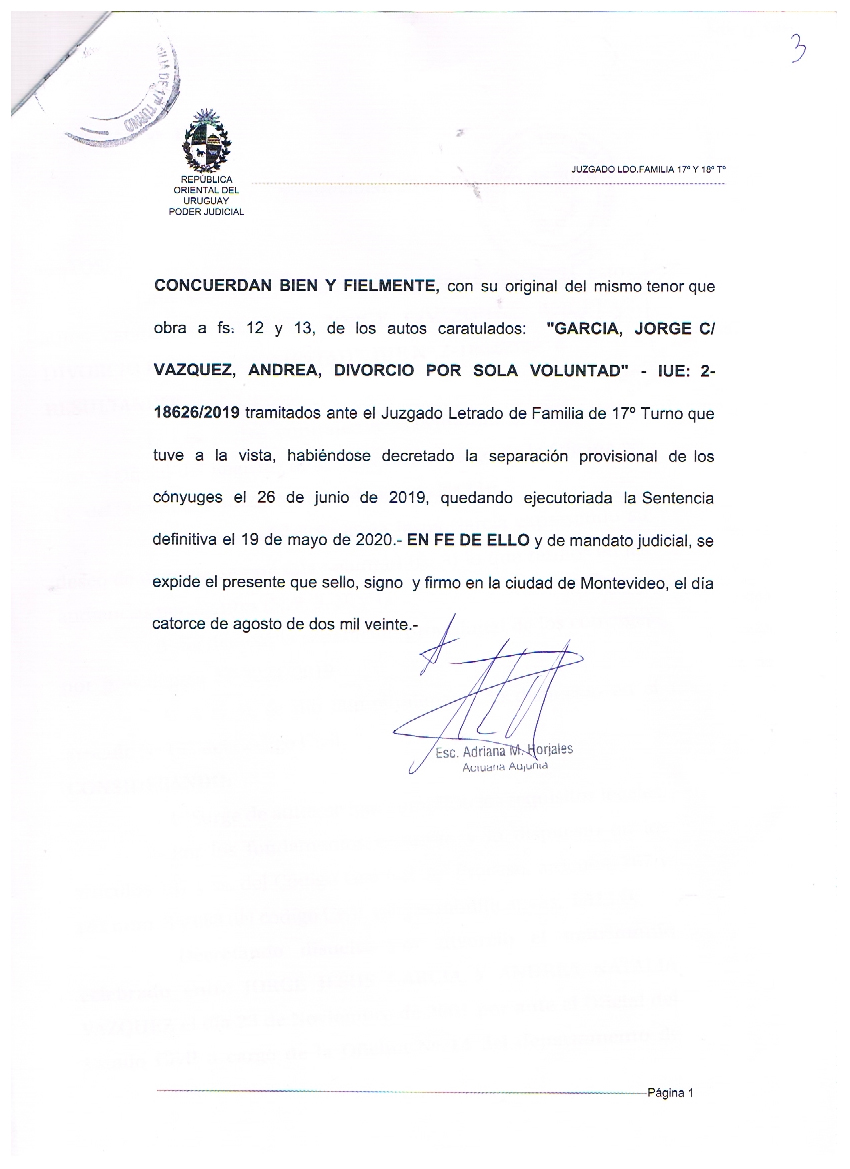 3
DE 17º TURNO
REPÚBLICA
ORIENTAL DEL
URUGUAY
PODER JUDICIAL
JUZGADO LDO.FAMILIA 17º Y 18º Tº
CONCUERDAN BIEN Y FIELMENTE, con su original del mismo tenor que
obra a fs. 12 y 13, de los autos caratulados: "GARCIA, JORGE C/
VAZQUEZ, ANDREA, DIVORCIO POR SOLA VOLUNTAD" - IUE: 2-
18626/2019 tramitados ante el Juzgado Letrado de Familia de 17º Turno que
tuve a la vista, habiéndose decretado la separación provisional de los
cónyuges el 26 de junio de 2019, quedando ejecutoriada la Sentencia
definitiva el 19 de mayo de 2020.- EN FE DE ELLO y de mandato judicial, se
expide el presente que sello, signo y firmo en la ciudad de Montevideo, el día
catorce de agosto de dos mil veinte.-
Esc. Adriana M. Horjales
Actuaria Adjunta
Página 1